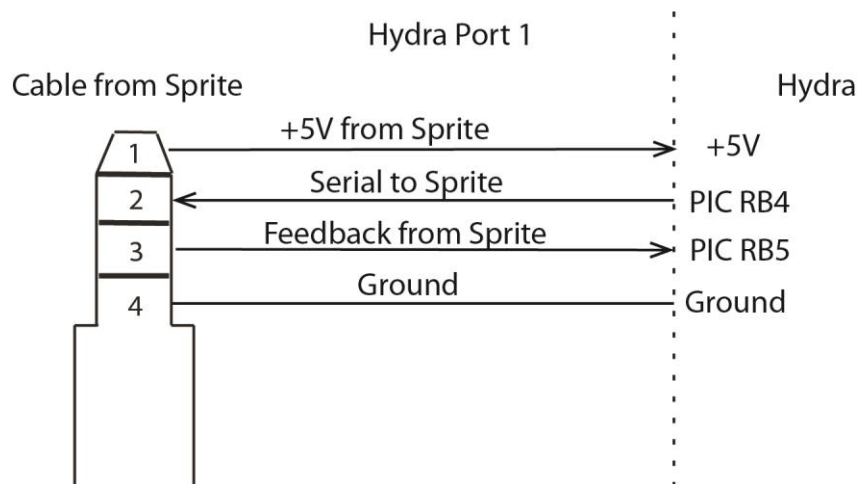 Hydra Port 1
Cable from Sprite
Hydra
1
+5V from Sprite
+5V
2
Serial to Sprite
PIC RB4
3
Feedback from Sprite
PIC RB5
4
Ground
Ground